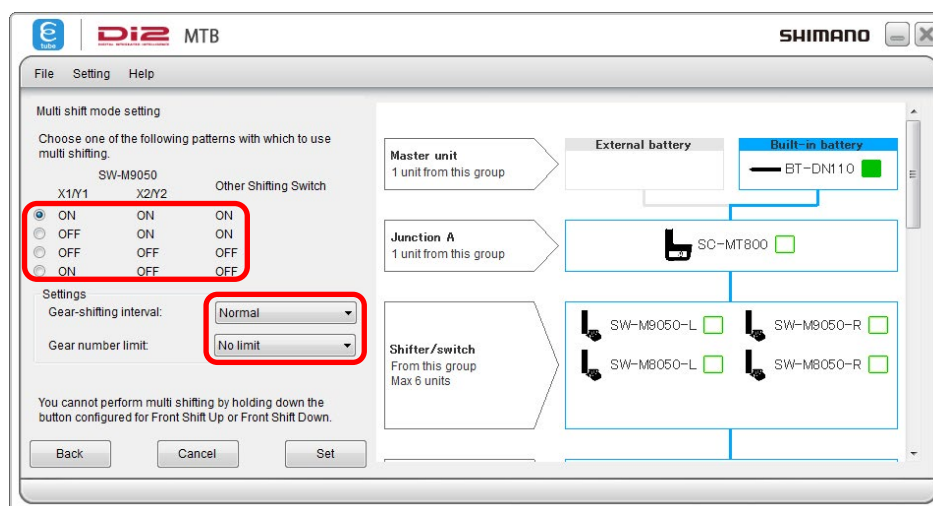 E
tube
Di2 MTB
DIGITAL INTEGRATED INTELLIGENCE
SHIMANO
File Setting Help
Multi shift mode setting
Choose one of the following patterns with which to use
multi shifting.
SW-M9050
X1/Y1 X2/Y2 Other Shifting Switch
ON ON ON
OFF ON ON
OFF OFF OFF
ON OFF OFF
Settings
Gear-shifting interval: Normal
Gear number limit: No limit
You cannot perform multi shifting by holding down the
button configured for Front Shift Up or Front Shift Down.
Back Cancel Set
Master unit
1 unit from this group
External battery
Built-in battery
BT-DN110
Junction A
1 unit from this group
SC-MT800
Shifter/switch
From this group
Max 6 units
SW-M9050-L SW-M9050-R
SW-M8050-L SW-M8050-R